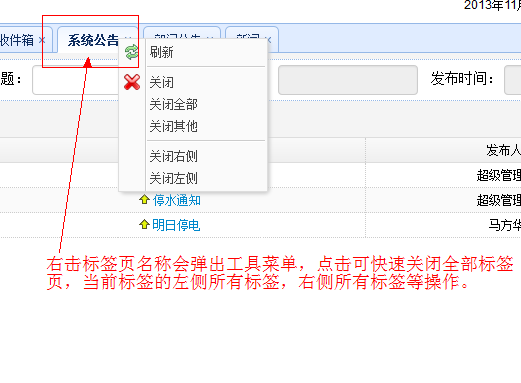 2013年11月
收件箱 系统公告 部门公告 新闻
题： 发布时间：
刷新
关闭
关闭全部
关闭其他
关闭右侧
关闭左侧
发布人
超级管理
停水通知 超级管理
明日停电 马方华
右击标签页名称会弹出工具菜单，点击可快速关闭全部标签
页，当前标签的左侧所有标签，右侧所有标签等操作。